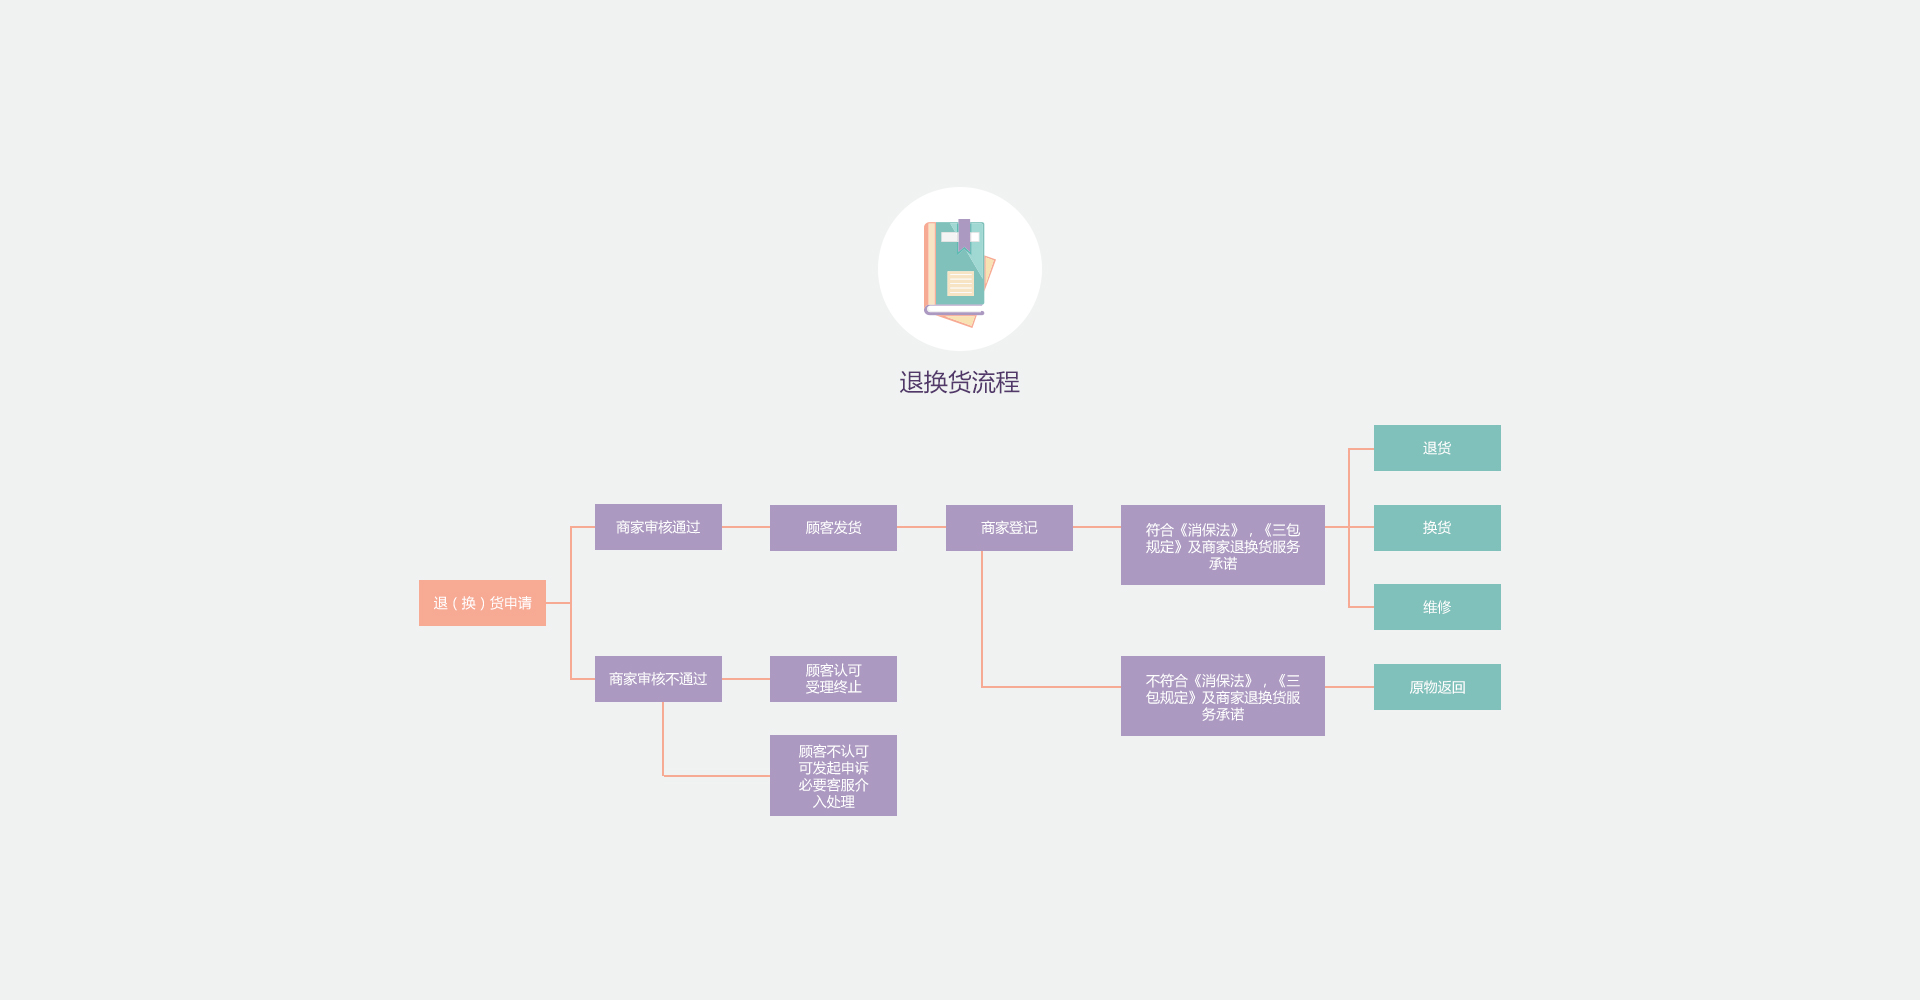 退换货流程
退（换）货申请
商家审核通过
顾客发货
商家登记
符合《消保法》，《三包
规定》及商家退换货服务
承诺
退货
换货
维修
商家审核不通过
顾客认可
受理终止
顾客不认可
可发起申诉
必要客服介
入处理
不符合《消保法》，《三
包规定》及商家退换货服
务承诺
原物返回